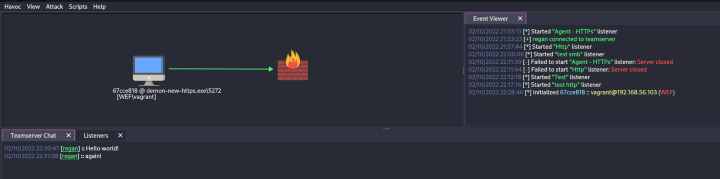 Havoc View Attack Scripts Help
Event Viewer
02/10/2022 21:53:13 [*] Started "Agent - HTTPs" listener
02/10/2022 21:53:23 [+] regan connected to teamserver
02/10/2022 21:57:44 [*] Started "Http" listener
02/10/2022 22:06:06 [*] Started "test smb" listener
02/10/2022 22:11:39 [-] Failed to start "Agent - HTTPs" listener: Server closed
02/10/2022 22:11:44 [-] Failed to start "Http" listener: Server closed
02/10/2022 22:12:18 [*] Started "Test" listener
02/10/2022 22:17:16 [*] Started "test http" listener
02/10/2022 22:28:46 [*] Initialized 67cce818 :: vagrant@192.168.56.103 (WEF)
67cce818 @ demon-new-https.exe\5272
[WEF\vagrant]
Teamserver Chat Listeners
02/10/2022 22:30:47 [regan] :: Hello world!
02/10/2022 22:31:08 [regan] :: again!